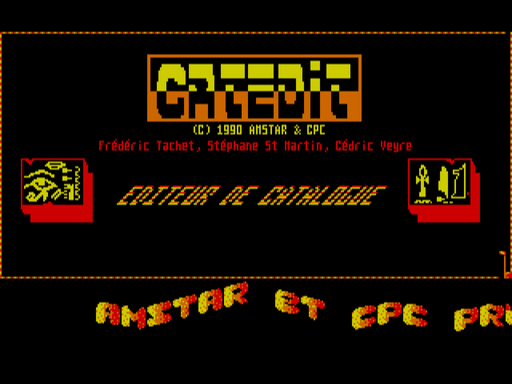 CATEDIT
(C) 1990 AMSTAR & CPC
Frédéric Tachet, Stéphane St Martin, Cédric Veyre
EDITEUR DE CATALOGUE
AMSTAR ET CPC PR